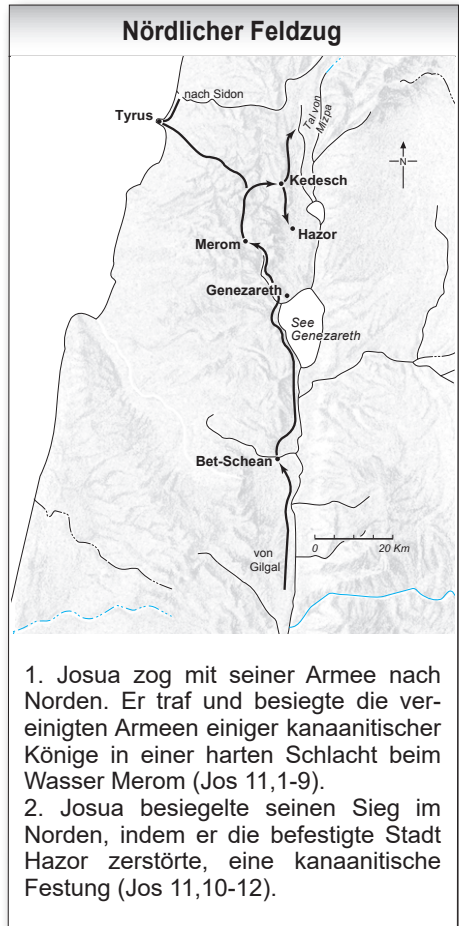 Nördlicher Feldzug
nach Sidon
Tyrus
Tal von
Mizpa
N
Kedesch
Hazor
Merom
Genezareth
See
Genezareth
Bet-Schean
von
Gilgal
0 20 Km
1. Josua zog mit seiner Armee nach
Norden. Er traf und besiegte die ver-
einigten Armeen einiger kanaanitischer
Könige in einer harten Schlacht beim
Wasser Merom (Jos 11,1-9).
2. Josua besiegelte seinen Sieg im
Norden, indem er die befestigte Stadt
Hazor zerstörte, eine kanaanitische
Festung (Jos 11,10-12).